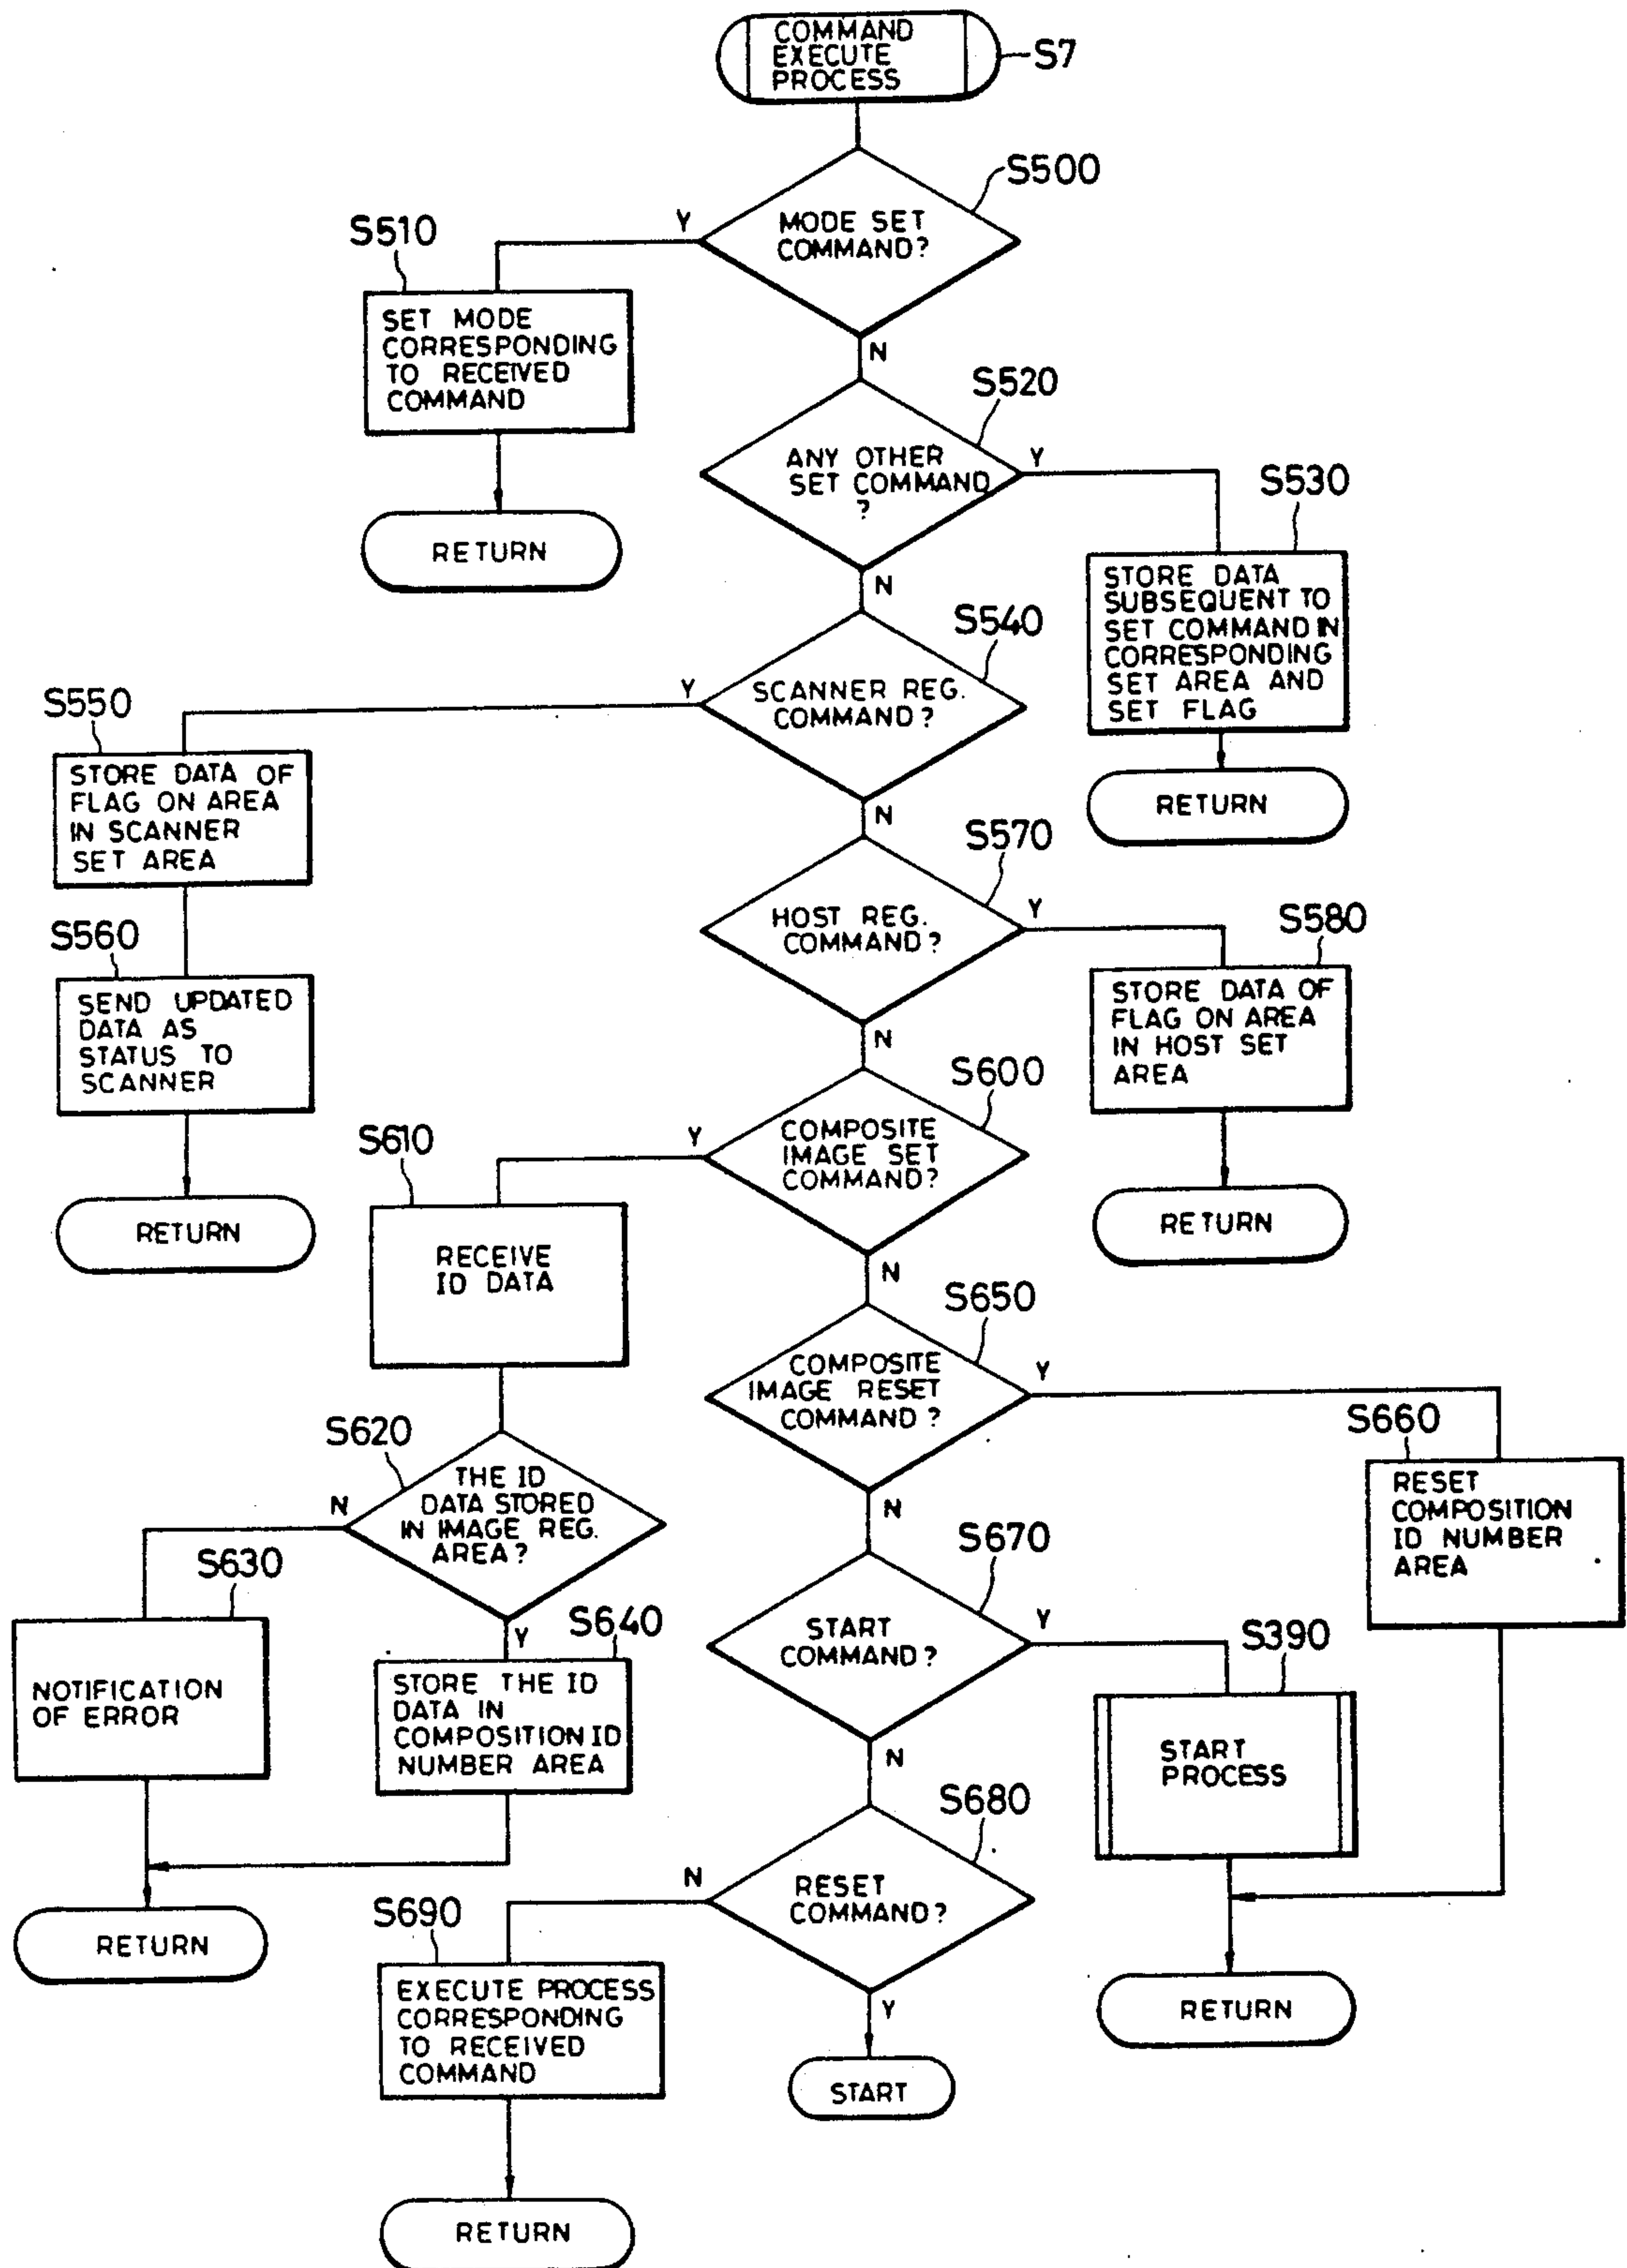 COMMAND
EXECUTE
PROCESS
S7
S500
MODE SET
COMMAND?
Y
N
S510
SET MODE
CORRESPONDING
TO RECEIVED
COMMAND
RETURN
S520
ANY OTHER
SET COMMAND
?
Y
N
S530
STORE DATA
SUBSEQUENT TO
SET COMMAND IN
CORRESPONDING
SET AREA AND
SET FLAG
RETURN
S540
SCANNER REG.
COMMAND?
Y
N
S550
STORE DATA OF
FLAG ON AREA
IN SCANNER
SET AREA
S560
SEND UPDATED
DATA AS
STATUS TO
SCANNER
RETURN
S570
HOST REG.
COMMAND?
Y
N
S580
STORE DATA OF
FLAG ON AREA
IN HOST SET
AREA
RETURN
S600
COMPOSITE
IMAGE SET
COMMAND?
Y
N
S610
RECEIVE
ID DATA
S620
THE ID
DATA STORED
IN IMAGE REG.
AREA?
N
Y
S630
NOTIFICATION
OF ERROR
S640
STORE THE ID
DATA IN
COMPOSITION ID
NUMBER AREA
RETURN
S650
COMPOSITE
IMAGE RESET
COMMAND?
Y
N
S660
RESET
COMPOSITION
ID NUMBER
AREA
S670
START
COMMAND?
Y
N
S390
START
PROCESS
RETURN
S680
RESET
COMMAND?
N
Y
S690
EXECUTE PROCESS
CORRESPONDING
TO RECEIVED
COMMAND
RETURN
START